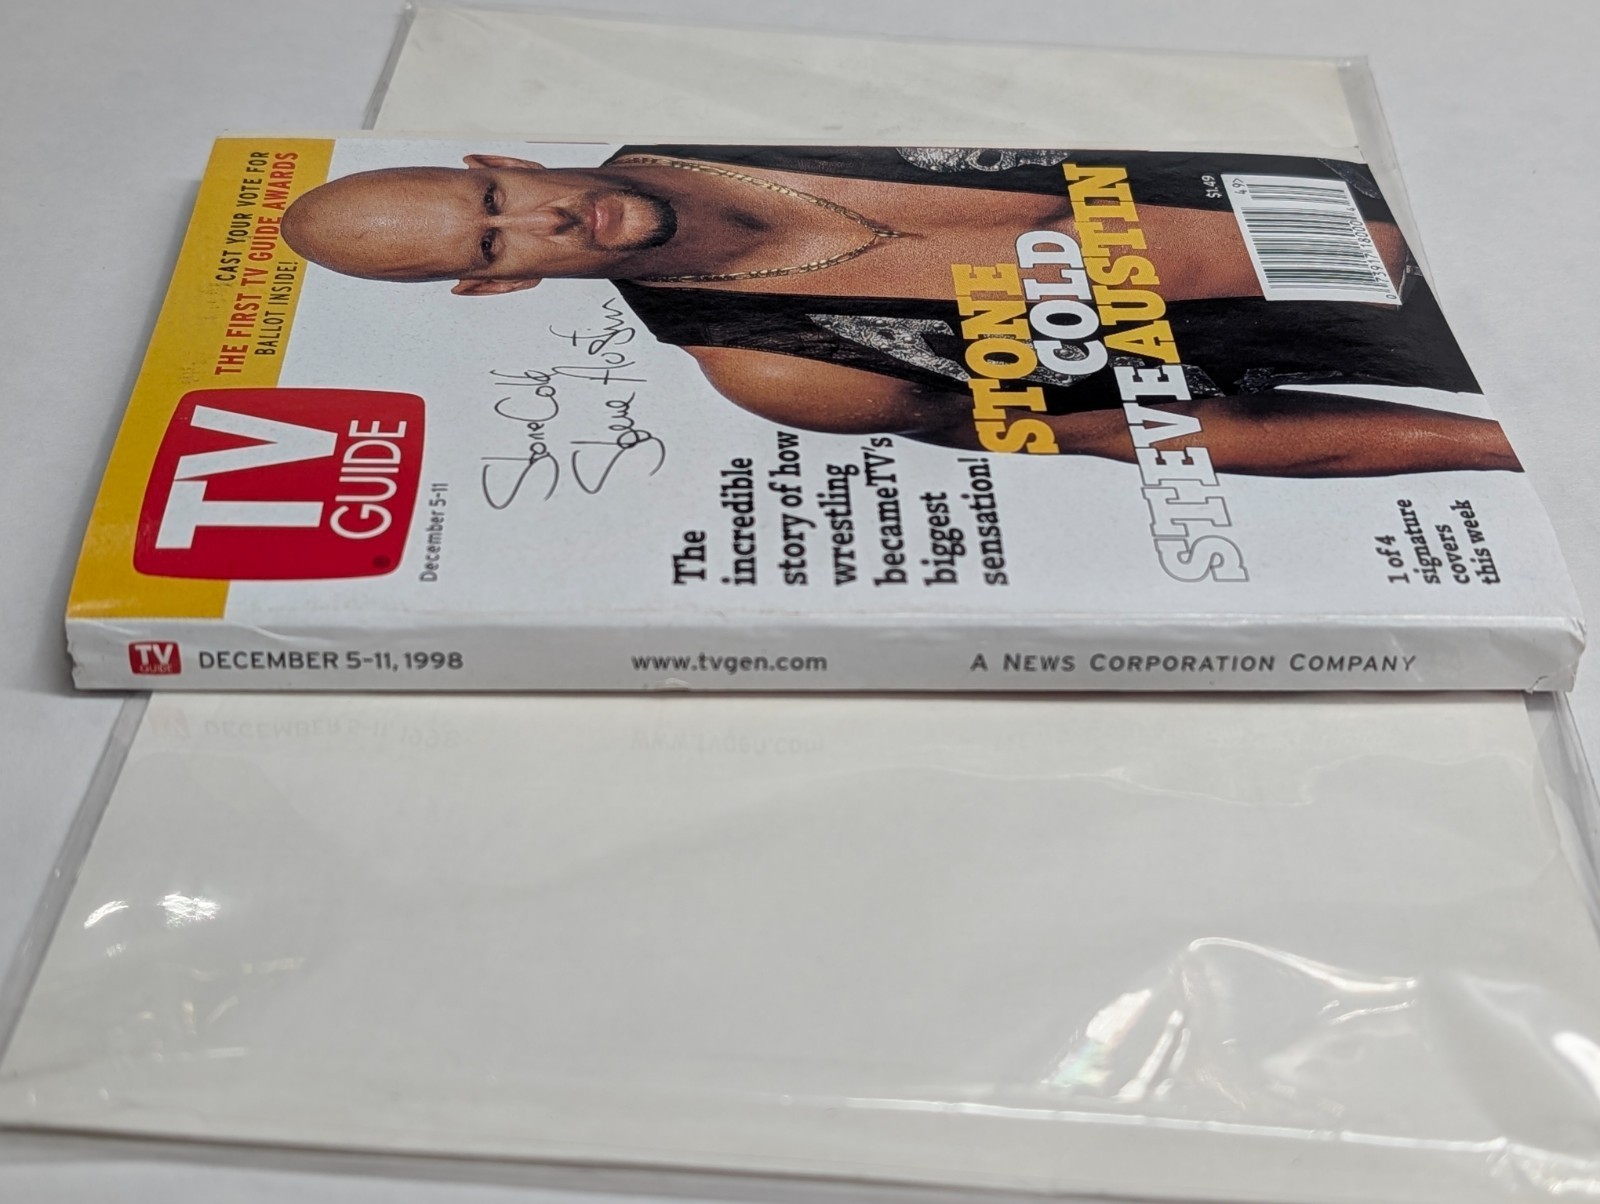 CAST YOUR VOTE FOR
THE FIRST TV GUIDE AWARDS
BALLOT INSIDE!
TV
GUIDE
®
December 5-11
Stone Cold
Steve Austin
The
incredible
story of how
wrestling
became TV's
biggest
sensation!
STONE
COLD
STEVE AUSTIN
$1.49
49>
1 of 4
signature
covers
this week
TV
GUIDE
DECEMBER 5-11, 1998
www.tvgen.com
A NEWS CORPORATION COMPANY